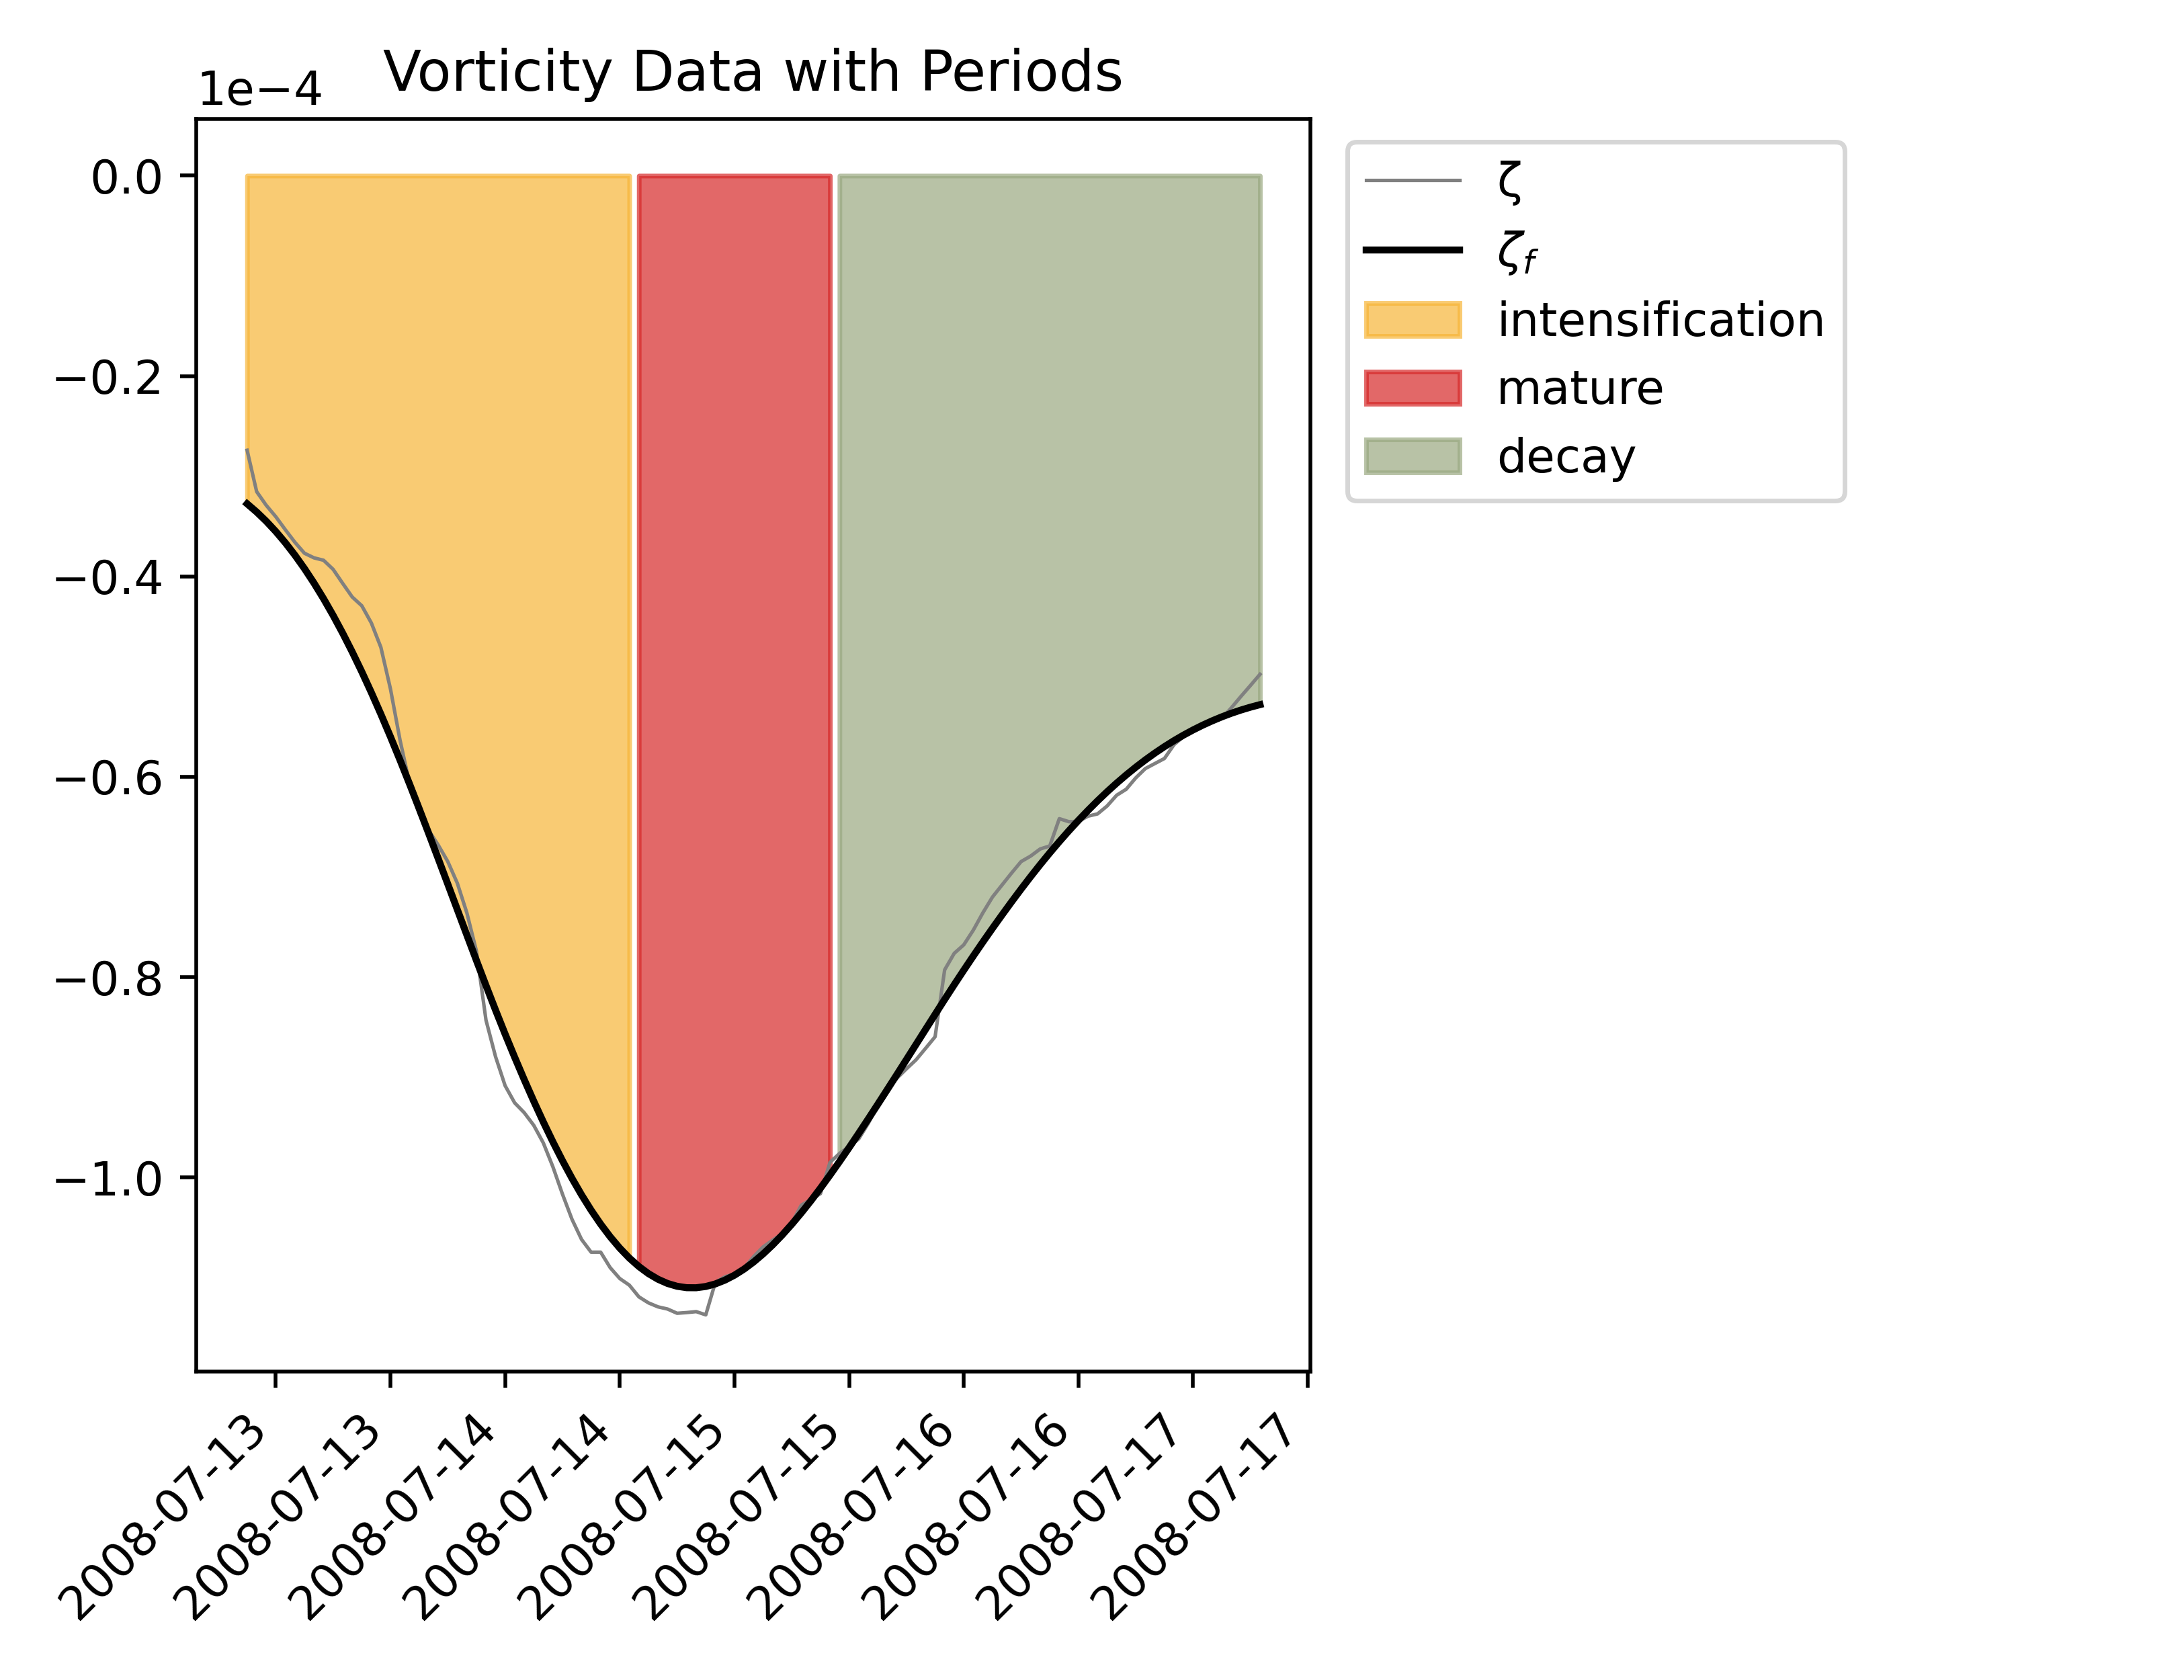 Vorticity Data with Periods
1e−4
0.0
−0.2
−0.4
−0.6
−0.8
−1.0
2008-07-13
2008-07-13
2008-07-14
2008-07-14
2008-07-15
2008-07-15
2008-07-16
2008-07-16
2008-07-17
2008-07-17
ζ
ζf
intensification
mature
decay